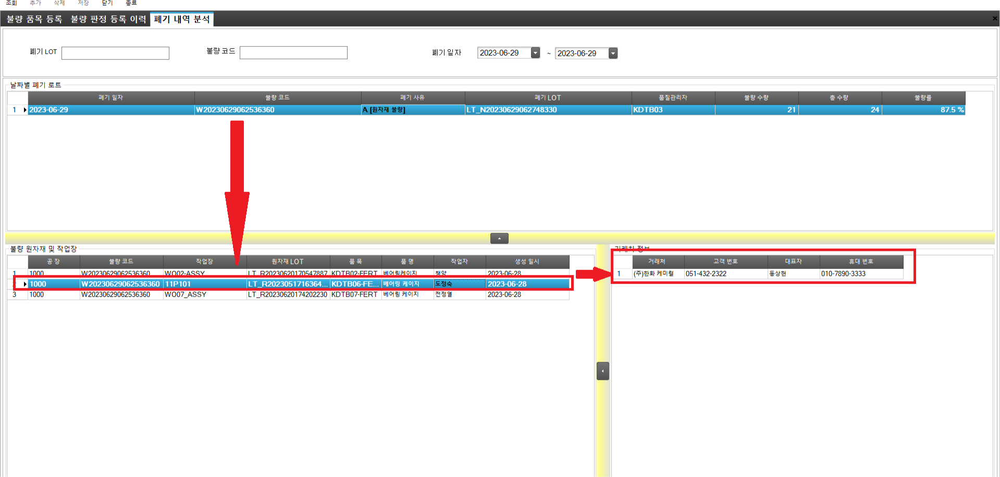 조회 추가 삭제 저장 닫기 종료
불량 품목 등록 불량 판정 등록 이력 폐기 내역 분석 ×
폐기 LOT 불량 코드 폐기 일자 2023-06-29 ~ 2023-06-29
날짜별 폐기 로트
폐기 일자 불량 코드 폐기 사유 폐기 LOT 품질관리자 불량 수량 총 수량 불량률
1 2023-06-29 W20230629062536360 A [원자재 불량] LT_N20230629062748330 KDTB03 21 24 87.5 %
불량 원자재 및 작업장
공 장 불량 코드 작업장 원자재 LOT 품 목 품 명 작업자 생성 일시
1 1000 W20230629062536360 WO02-ASSY LT_R20230620170547887 KDTB02-FERT 베어링케이지 챙양 2023-06-28
1000 W20230629062536360 11P101 LT_R2023051716364... KDTB06-FE... 베어링 케이지 도정숙 2023-06-28
3 1000 W20230629062536360 WO07_ASSY LT_R20230620174202230 KDTB07-FERT 베어링 케이지 전정열 2023-06-28
거래처 정보
거래처 고객 번호 대표자 휴대 번호
1 (주)한화 케미컬 051-432-2322 동상현 010-7890-3333